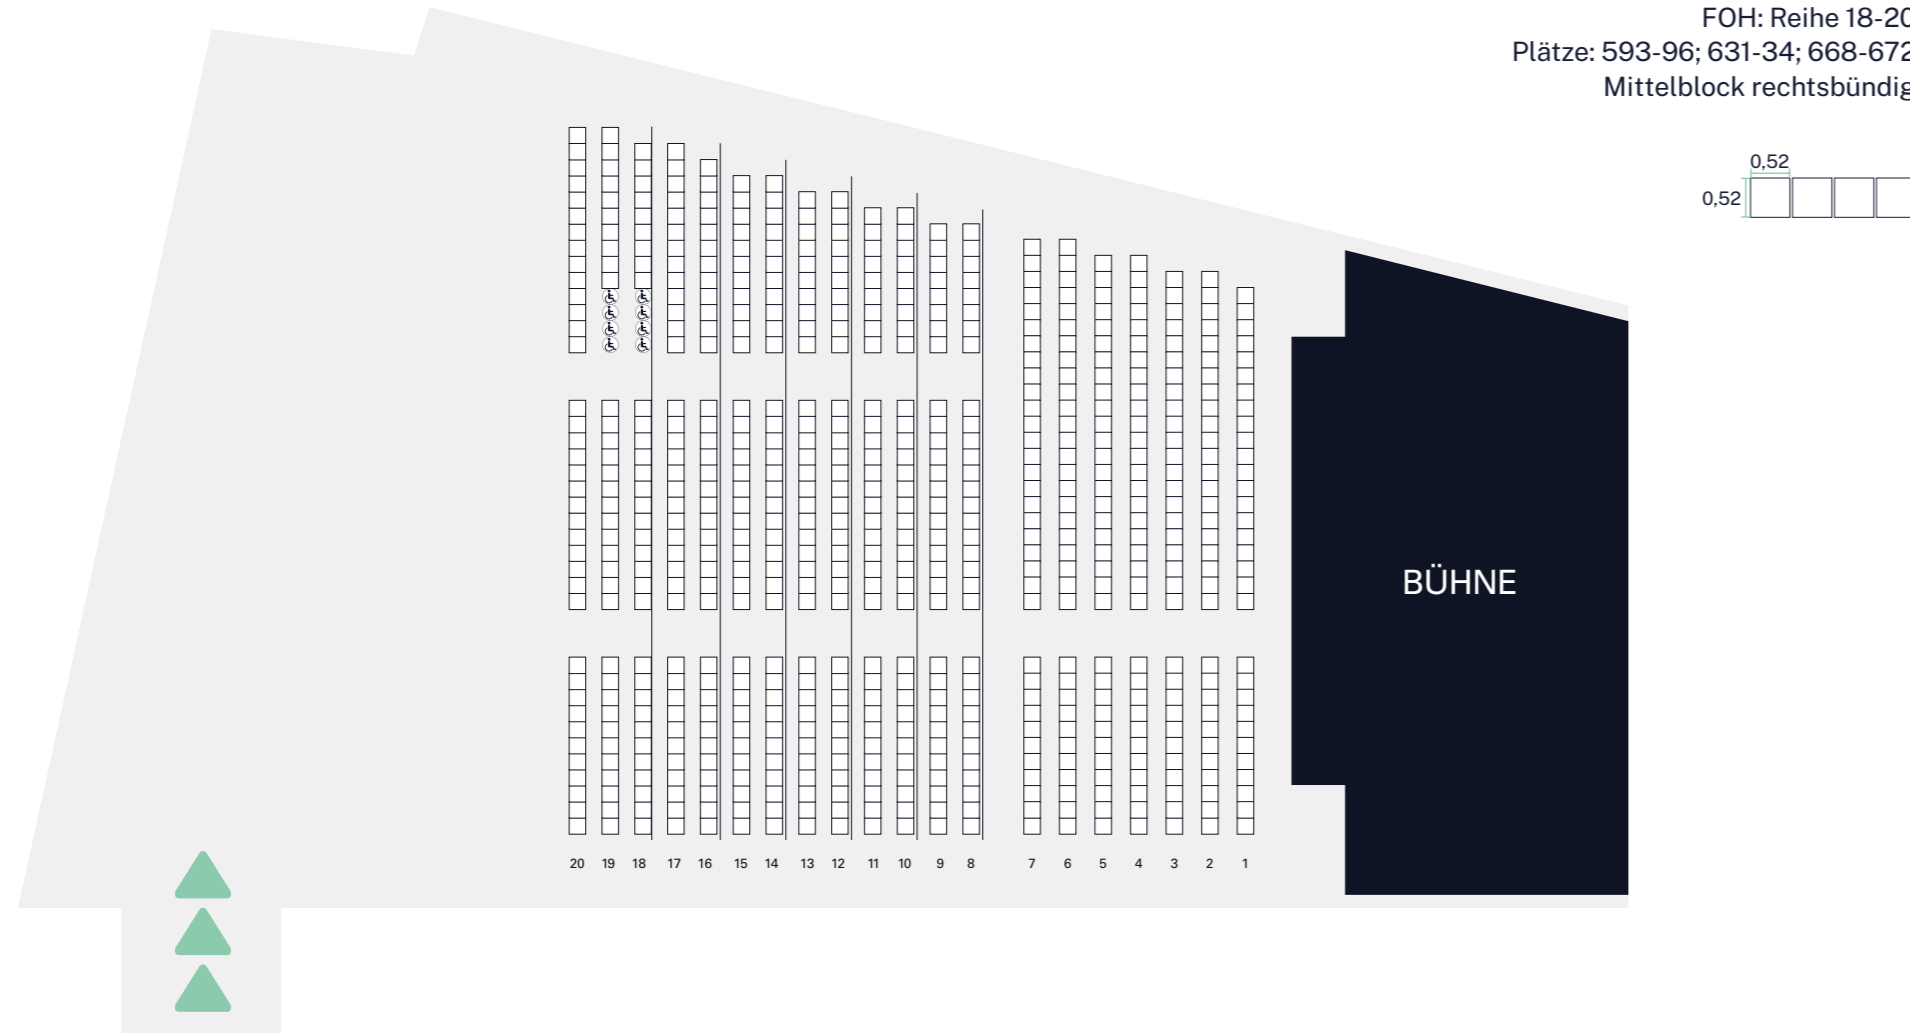 FOH: Reihe 18-20
Plätze: 593-96; 631-34; 668-672
Mittelblock rechtsbündig
0,52
0,52
BÜHNE
20 19 18 17 16 15 14 13 12 11 10 9 8 7 6 5 4 3 2 1